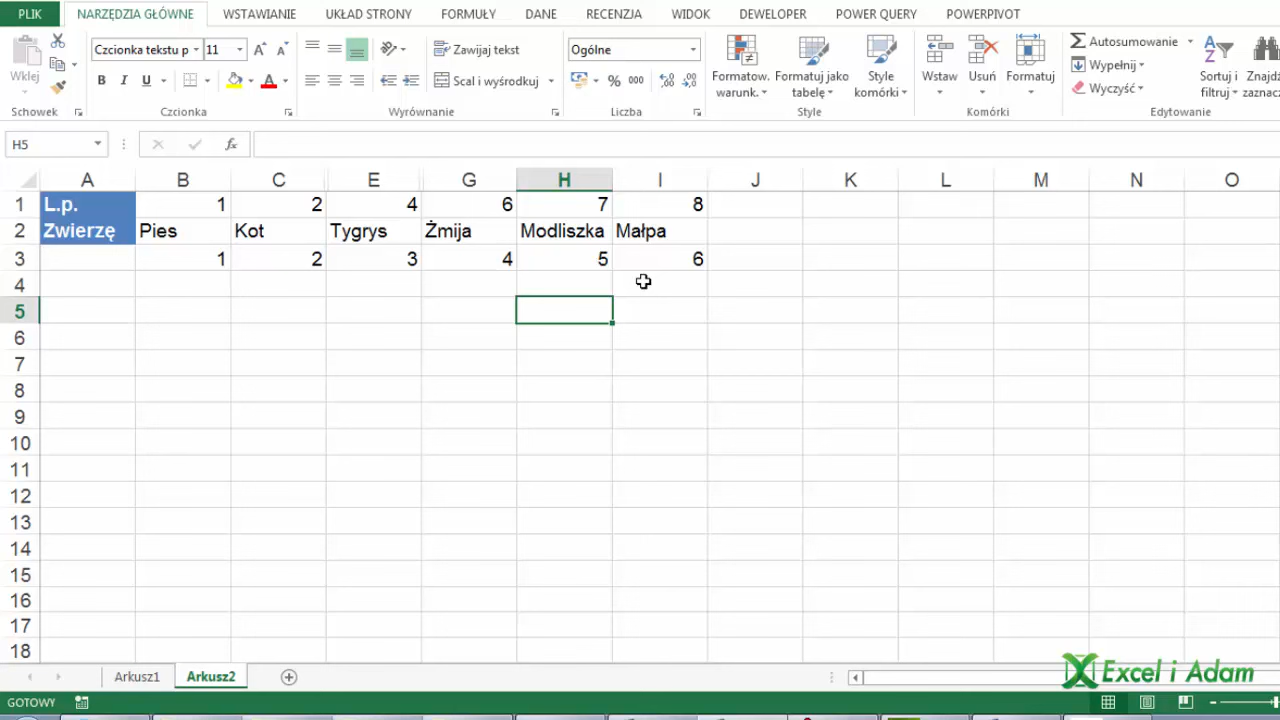 PLIK NARZĘDZIA GŁÓWNE WSTAWIANIE UKŁAD STRONY FORMUŁY DANE RECENZJA WIDOK DEWELOPER POWER QUERY POWERPIVOT
Wklej
Czcionka tekstu p 11
B I U A
Zawijaj tekst
Scal i wyśrodkuj
Ogólne
% 000
Formatow. warunk.
Formatuj jako tabelę
Style komórki
Wstaw Usuń Formatuj
Autosumowanie
Wypełnij
Wyczyść
Sortuj i filtruj
Schowek Czcionka Wyrównanie Liczba Style Komórki Edytowanie
H5 fx
A B C E G H I J K L M N O
1 L.p. 1 2 4 6 7 8
2 Zwierzę Pies Kot Tygrys Żmija Modliszka Małpa
3 1 2 3 4 5 6
4
5
6
7
8
9
10
11
12
13
14
15
16
17
18
Arkusz1 Arkusz2
Excel i Adam
GOTOWY